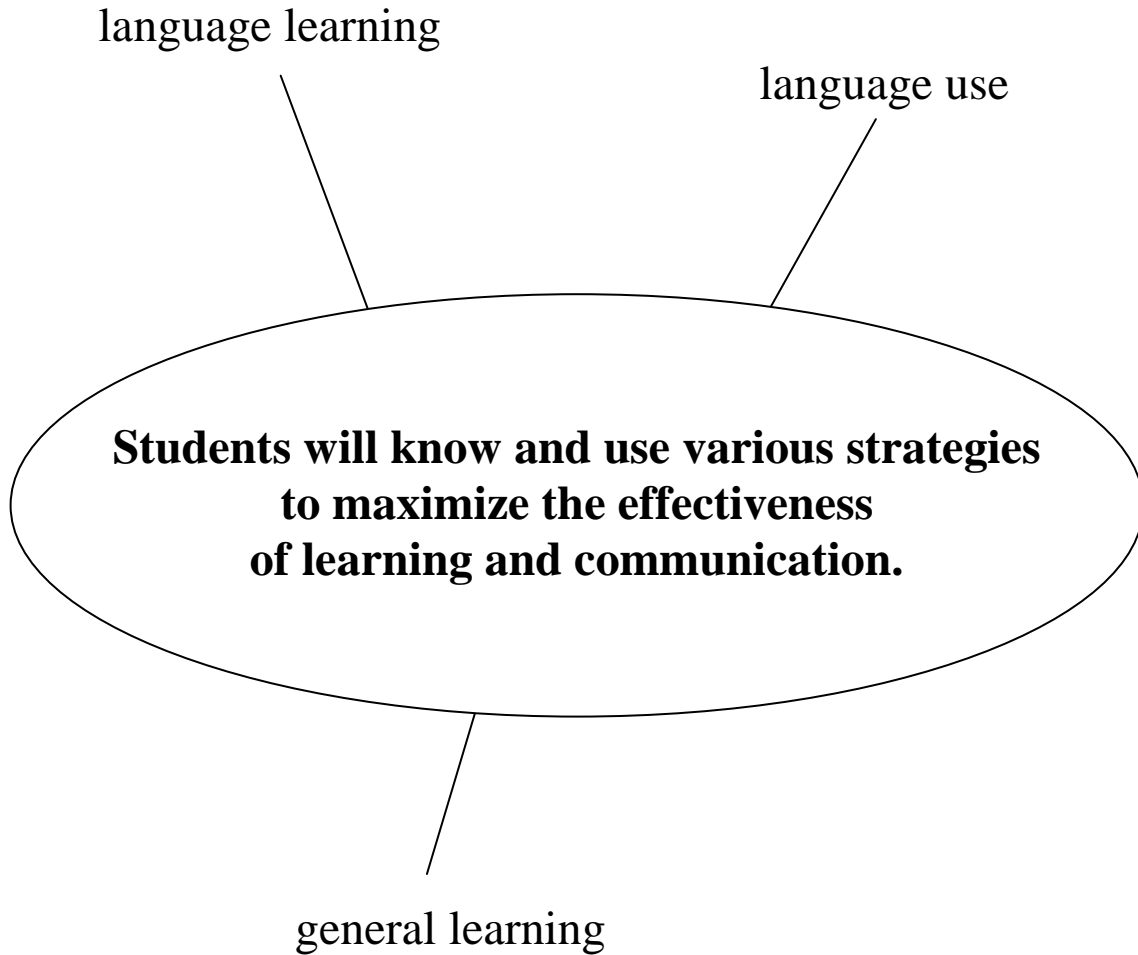 language learning
language use
Students will know and use various strategies
to maximize the effectiveness
of learning and communication.
general learning